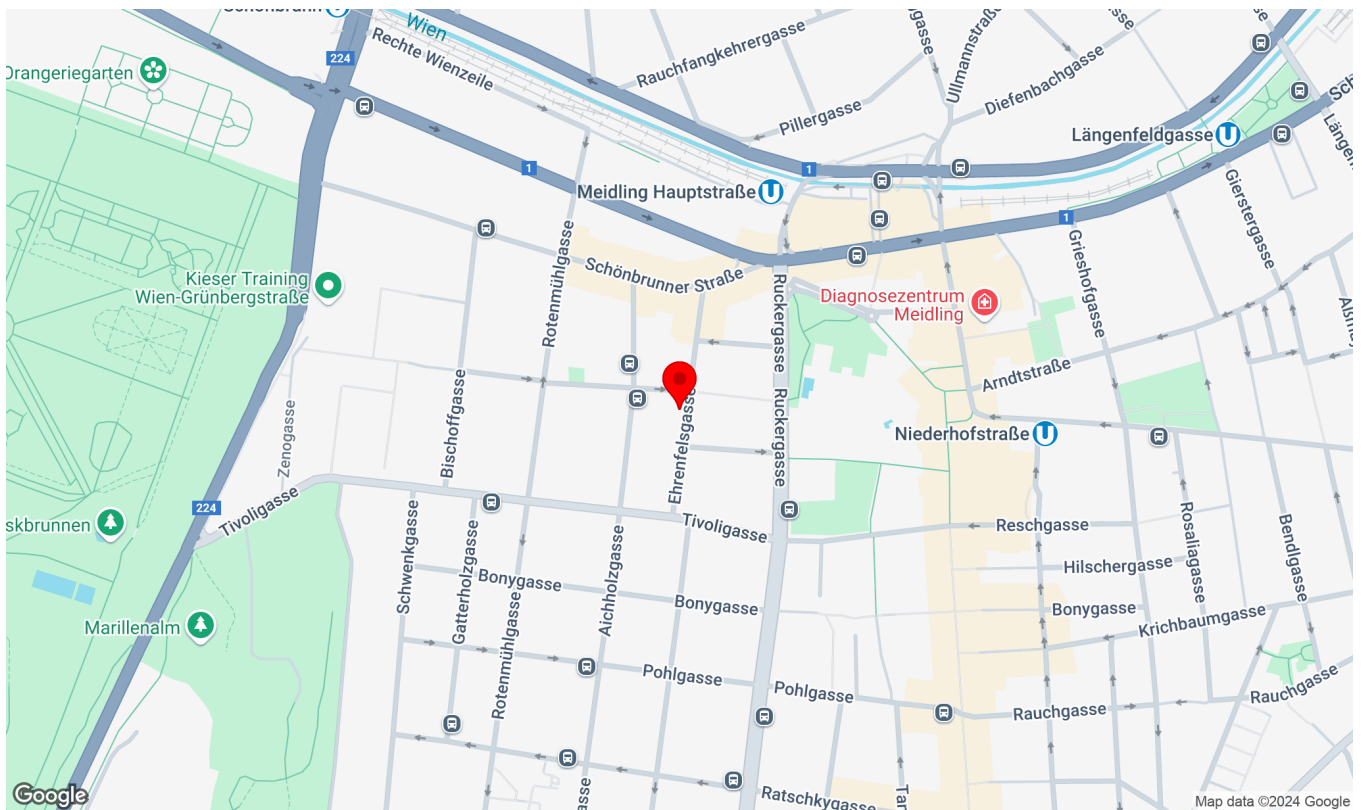 Schönbrunn
Wien
Rechte Wienzeile
224
Orangeriegarten
Rauchfangkehrergasse
Ullmannstraße
Diefenbachgasse
Pillergasse
Längenfeldgasse
1
1
Meidling Hauptstraße
1
Gierstergasse
Grieshofgasse
Schönbrunner Straße
Kieser Training
Wien-Grünbergstraße
Rotenmühlgasse
Ruckergasse
Diagnosezentrum
Meidling
Arndtstraße
Bischoffgasse
Zenogasse
Ehrenfelsgasse
Ruckergasse
Niederhofstraße
224
Tivoligasse
skbrunnen
Tivoligasse
Reschgasse
Rosaliagasse
Bendlgasse
Schwenkgasse
Gatterholzgasse
Bonygasse
Aichholzgasse
Bonygasse
Hilschergasse
Bonygasse
Krichbaumgasse
Marillenalm
Rotenmühlgasse
Pohlgasse
Pohlgasse
Rauchgasse
Rauchgasse
Ratschkygasse
Google
Map data ©2024 Google